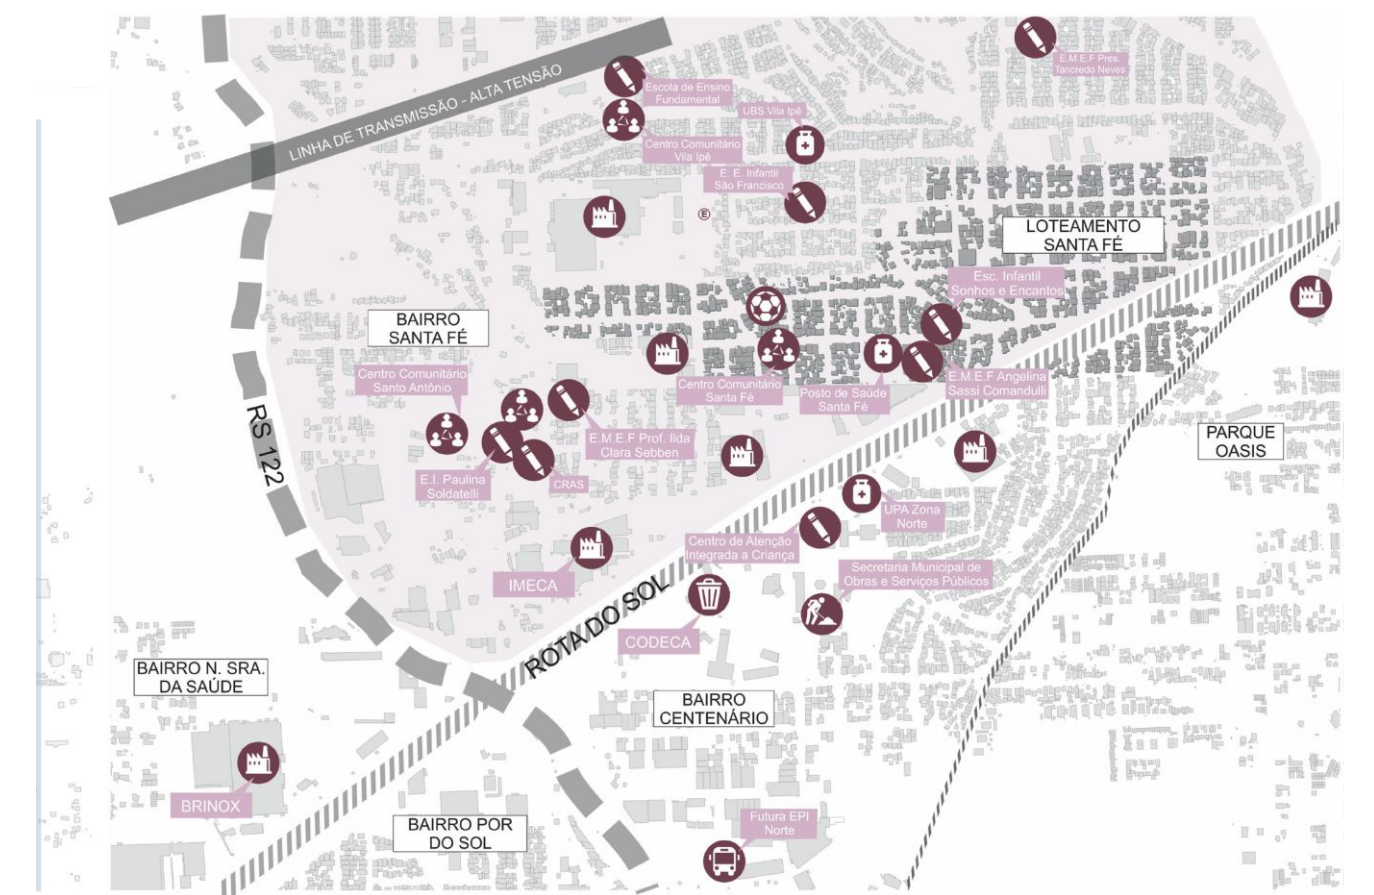 E.M.E.F Pres.
Tancredo Neves
LINHA DE TRANSMISSÃO - ALTA TENSÃO
Escola de Ensino
Fundamental
UBS Vila Ipê
Centro Comunitário
Vila Ipê
E. E. Infantil
São Francisco
E
LOTEAMENTO
SANTA FÉ
Esc. Infantil
Sonhos e Encantos
BAIRRO
SANTA FÉ
Centro Comunitário
Santo Antônio
Centro Comunitário
Santa Fé
Posto de Saúde
Santa Fé
E.M.E.F Angelina
Sassi Comandulli
RS 122
E.M.E.F Prof. Ilda
Clara Sebben
PARQUE
OASIS
E.I. Paulina
Soldatelli
CRAS
UPA Zona
Norte
Centro de Atenção
Integrada a Criança
IMECA
Secretaria Municipal de
Obras e Serviços Públicos
ROTA DO SOL
CODECA
BAIRRO N. SRA.
DA SAÚDE
BAIRRO
CENTENÁRIO
BRINOX
BAIRRO POR
DO SOL
Futura EPI
Norte